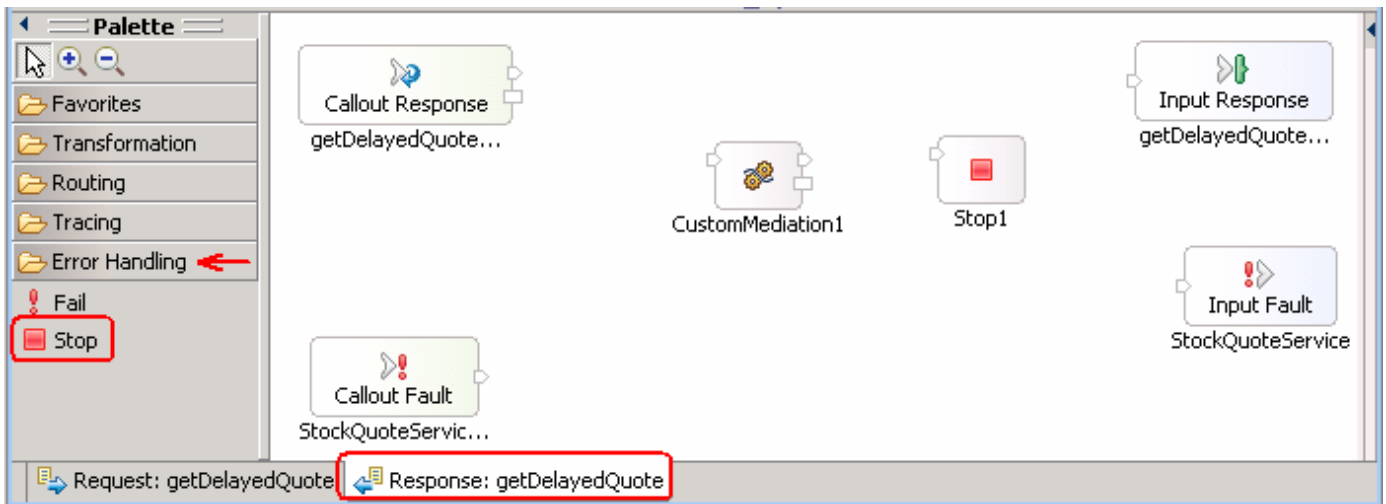 Palette
Favorites
Transformation
Routing
Tracing
Error Handling
Fail
Stop
Callout Response
getDelayedQuote...
CustomMediation1
Stop1
Input Response
getDelayedQuote...
Input Fault
StockQuoteService
Callout Fault
StockQuoteServic...
Request: getDelayedQuote
Response: getDelayedQuote